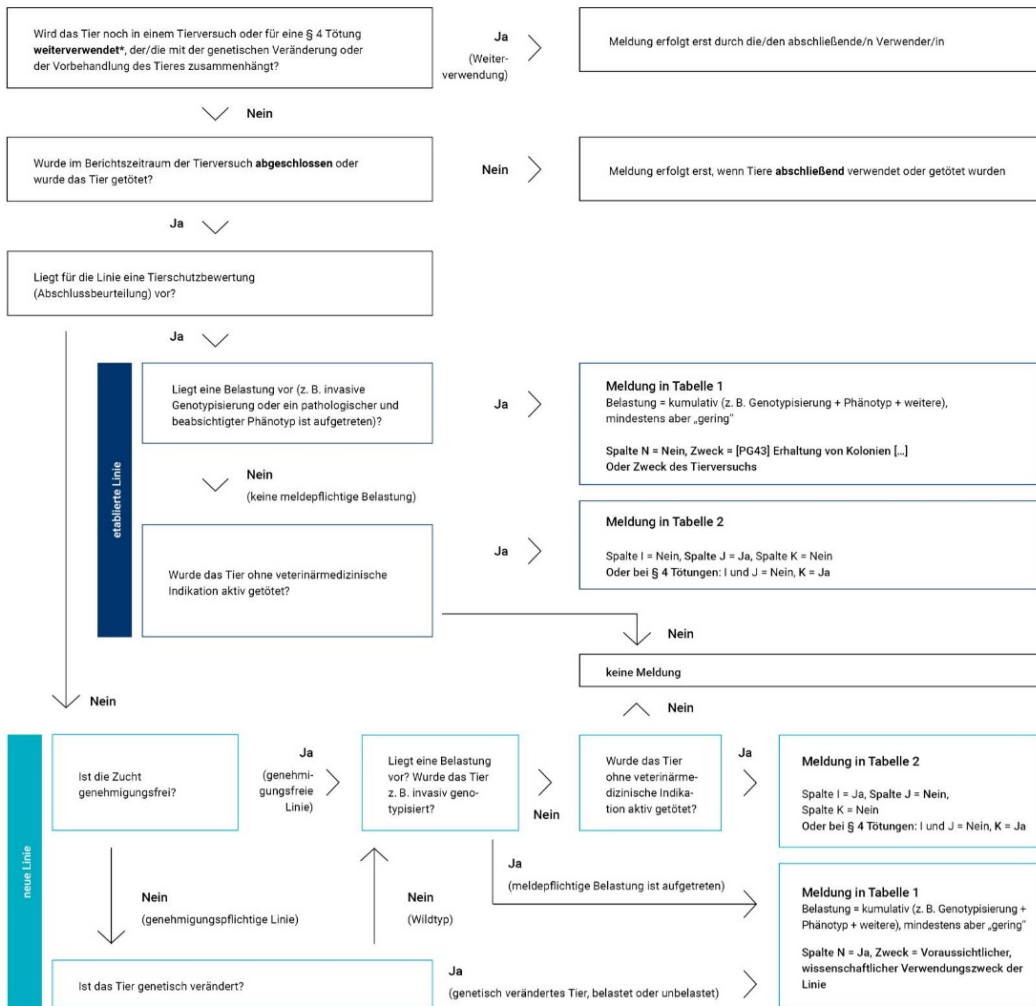 Wird das Tier noch in einem Tierversuch oder für eine § 4 Tötung
weiterverwendet*, der/die mit der genetischen Veränderung oder
der Vorbehandlung des Tieres zusammenhängt?
Ja
(Weiter-
verwendung)
Meldung erfolgt erst durch die/den abschließende/n Verwender/in
Nein
Wurde im Berichtszeitraum der Tierversuch abgeschlossen oder
wurde das Tier getötet?
Nein
Meldung erfolgt erst, wenn Tiere abschließend verwendet oder getötet wurden
Ja
Liegt für die Linie eine Tierschutzbewertung
(Abschlussbeurteilung) vor?
Ja
etablierte Linie
Liegt eine Belastung vor (z. B. invasive
Genotypisierung oder ein pathologischer und
beabsichtigter Phänotyp ist aufgetreten)?
Ja
Meldung in Tabelle 1
Belastung = kumulativ (z. B. Genotypisierung + Phänotyp + weitere),
mindestens aber „gering"
Spalte N = Nein, Zweck = [PG43] Erhaltung von Kolonien [...]
Oder Zweck des Tierversuchs
Nein
(keine meldepflichtige Belastung)
Wurde das Tier ohne veterinärmedizinische
Indikation aktiv getötet?
Ja
Meldung in Tabelle 2
Spalte I = Nein, Spalte J = Ja, Spalte K = Nein
Oder bei § 4 Tötungen: I und J = Nein, K = Ja
Nein
keine Meldung
Nein
Nein
neue Linie
Ist die Zucht
genehmigungsfrei?
Ja
(genehmi-
gungsfreie
Linie)
Liegt eine Belastung
vor? Wurde das Tier
z. B. invasiv geno-
typisiert?
Nein
Wurde das Tier
ohne veterinärme-
dizinische Indika-
tion aktiv getötet?
Ja
Meldung in Tabelle 2
Spalte I = Ja, Spalte J = Nein,
Spalte K = Nein
Oder bei § 4 Tötungen: I und J = Nein, K = Ja
Nein
(genehmigungspflichtige Linie)
Nein
(Wildtyp)
Ja
(meldepflichtige Belastung ist aufgetreten)
Meldung in Tabelle 1
Belastung = kumulativ (z. B. Genotypisierung +
Phänotyp + weitere), mindestens aber „gering"
Spalte N = Ja, Zweck = Voraussichtlicher,
wissenschaftlicher Verwendungszweck der
Linie
Ist das Tier genetisch verändert?
Ja
(genetisch verändertes Tier, belastet oder unbelastet)